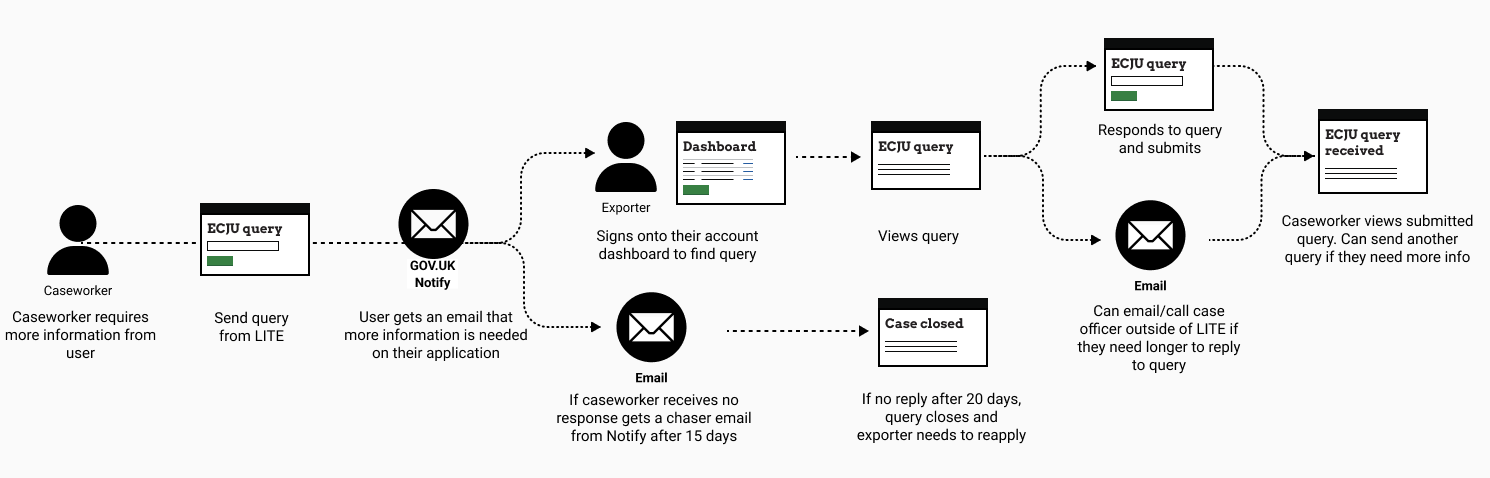 Caseworker
Caseworker requires
more information from
user
ECJU query
Send query
from LITE
GOV.UK
Notify
User gets an email that
more information is needed
on their application
Exporter
Dashboard
Signs onto their account
dashboard to find query
Email
If caseworker receives no
response gets a chaser email
from Notify after 15 days
ECJU query
Views query
Case closed
If no reply after 20 days,
query closes and
exporter needs to reapply
ECJU query
Responds to query
and submits
Email
Can email/call case
officer outside of LITE if
they need longer to reply
to query
ECJU query
received
Caseworker views submitted
query. Can send another
query if they need more info